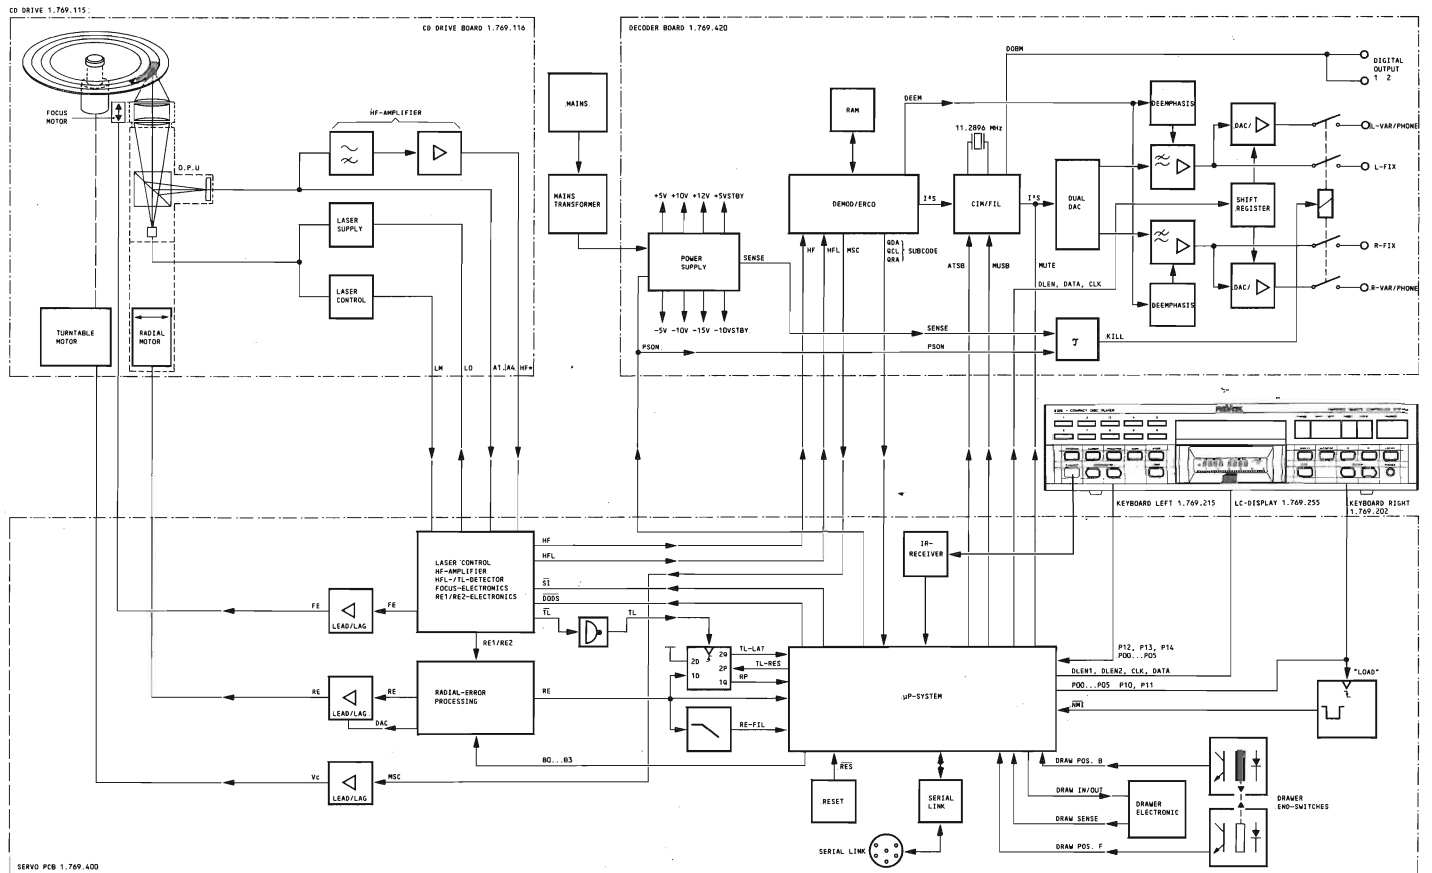 CD DRIVE 1.769.115
CD DRIVE BOARD 1.769.116
FOCUS
MOTOR
HF-AMPLIFIER
O.P.U
LASER
SUPPLY
LASER
CONTROL
TURNTABLE
MOTOR
RADIAL
MOTOR
LM
LO
A1..A4
HF*
MAINS
MAINS
TRANSFORMER
DECODER BOARD 1.769.420
DOBM
DIGITAL
OUTPUT
1 2
RAM
DEEM
11.2896 MHz
DEEMPHASIS
DAC/
L-VAR/PHONE
L-FIX
+5V +10V +12V +5VSTBY
POWER
SUPPLY
SENSE
-5V -10V -15V -10VSTBY
DEMOD/ERCO
I²S
CIM/FIL
I²S
DUAL
DAC
SHIFT
REGISTER
HF
HFL
MSC
QDA
QCL
QRA
SUBCODE
ATSB
MUSB
MUTE
DLEN, DATA, CLK
R-FIX
DAC/
R-VAR/PHONE
DEEMPHASIS
SENSE
KILL
PSON
PSON
COMPACT DISC PLAYER
KEYBOARD LEFT 1.769.215
LC-DISPLAY 1.769.255
KEYBOARD RIGHT
1.769.202
LASER CONTROL
HF-AMPLIFIER
HFL-/TL-DETECTOR
FOCUS-ELECTRONICS
RE1/RE2-ELECTRONICS
HF
HFL
SI
DODS
TL
TL
IR-
RECEIVER
FE
FE
LEAD/LAG
RE1/RE2
2D
2Q
TL-LAT
2P
TL-RES
1D
1Q
RP
RE
RE
LEAD/LAG
DAC
RADIAL-ERROR
PROCESSING
RE
RE-FIL
µP-SYSTEM
P12, P13, P14
P00...P05
DLEN1, DLEN2, CLK, DATA
P00...P05 P10, P11
NMI
"LOAD"
B0...B3
Vc
MSC
LEAD/LAG
RES
RESET
SERIAL
LINK
SERIAL LINK
DRAW POS. B
DRAW IN/OUT
DRAW SENSE
DRAW POS. F
DRAWER
ELECTRONIC
DRAWER
END-SWITCHES
SERVO PCB 1.769.400